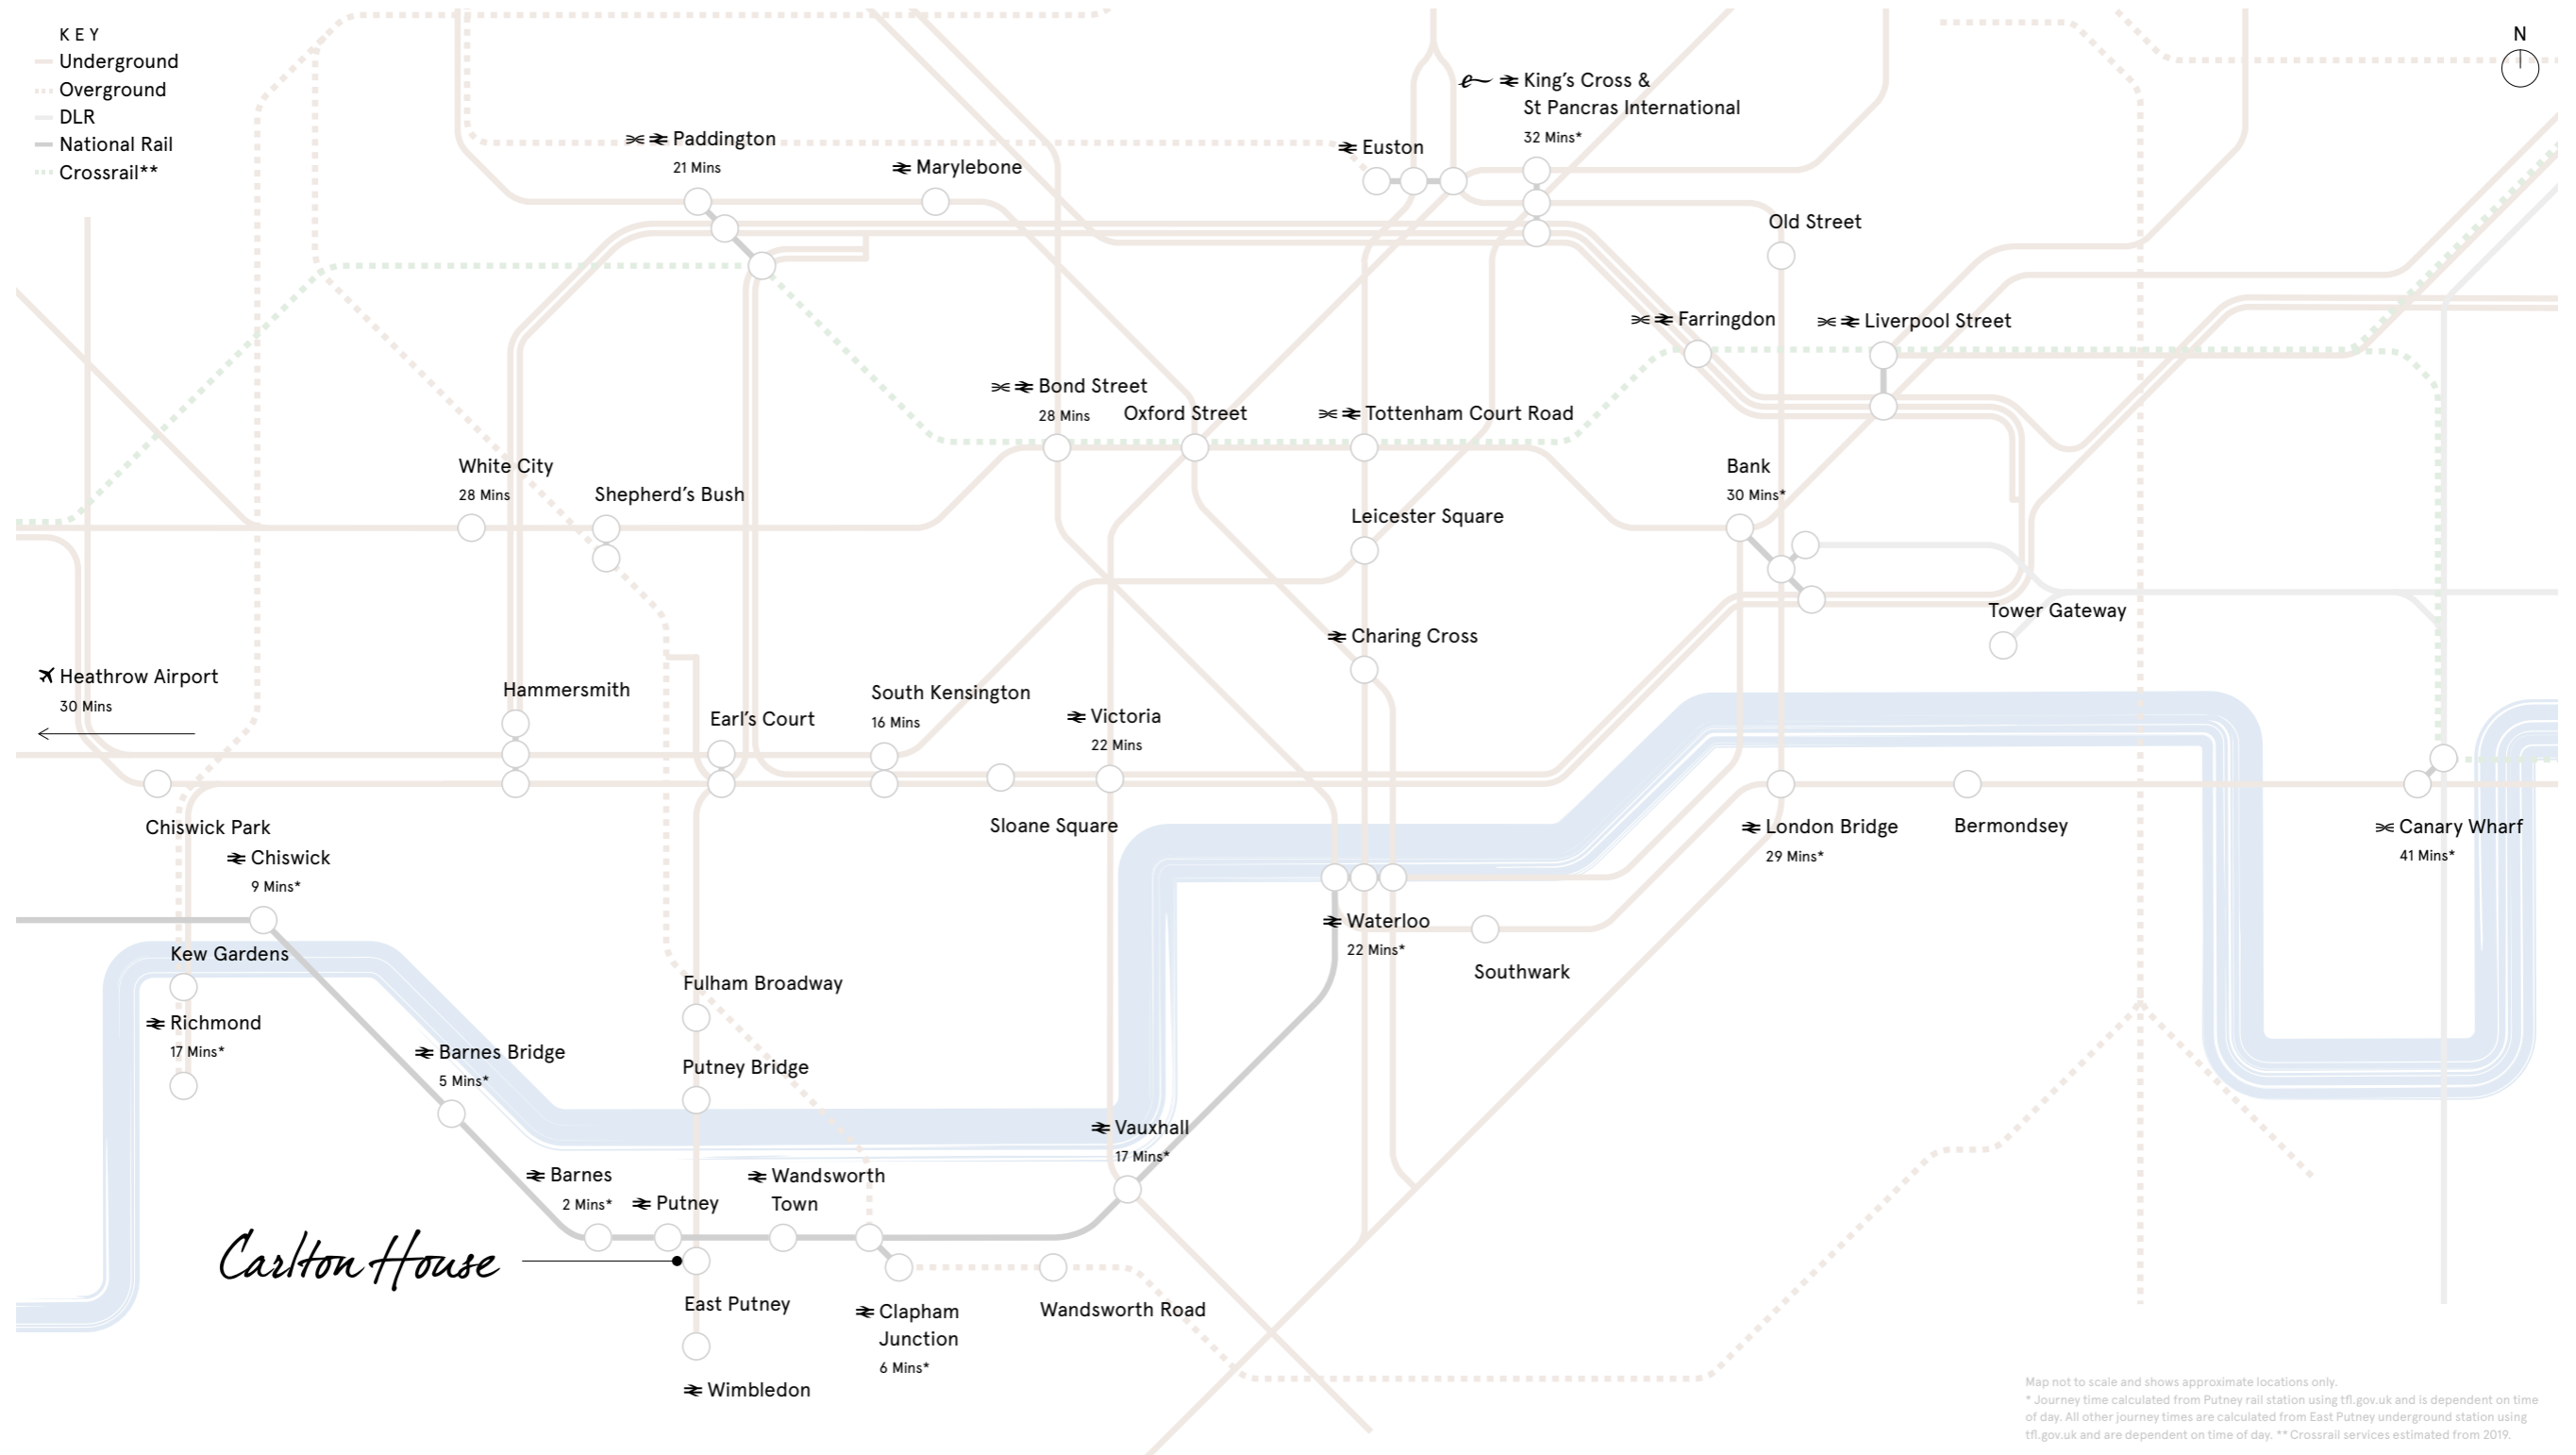 KEY
Underground
Overground
DLR
National Rail
Crossrail**
N
King's Cross &
St Pancras International
32 Mins*
Paddington
21 Mins
Marylebone
Euston
Old Street
Farringdon
Liverpool Street
Bond Street
28 Mins
Oxford Street
Tottenham Court Road
White City
28 Mins
Shepherd's Bush
Bank
30 Mins*
Leicester Square
Tower Gateway
Charing Cross
Heathrow Airport
30 Mins
Hammersmith
Earl's Court
South Kensington
16 Mins
Victoria
22 Mins
Sloane Square
Chiswick Park
Chiswick
9 Mins*
London Bridge
29 Mins*
Bermondsey
Canary Wharf
41 Mins*
Waterloo
22 Mins*
Southwark
Kew Gardens
Richmond
17 Mins*
Fulham Broadway
Barnes Bridge
5 Mins*
Putney Bridge
Vauxhall
17 Mins*
Barnes
2 Mins*
Putney
Wandsworth
Town
Carlton House
East Putney
Clapham
Junction
6 Mins*
Wandsworth Road
Wimbledon
Map not to scale and shows approximate locations only.
* Journey time calculated from Putney rail station using tfl.gov.uk and is dependent on time
of day. All other journey times are calculated from East Putney underground station using
tfl.gov.uk and are dependent on time of day. ** Crossrail services estimated from 2019.